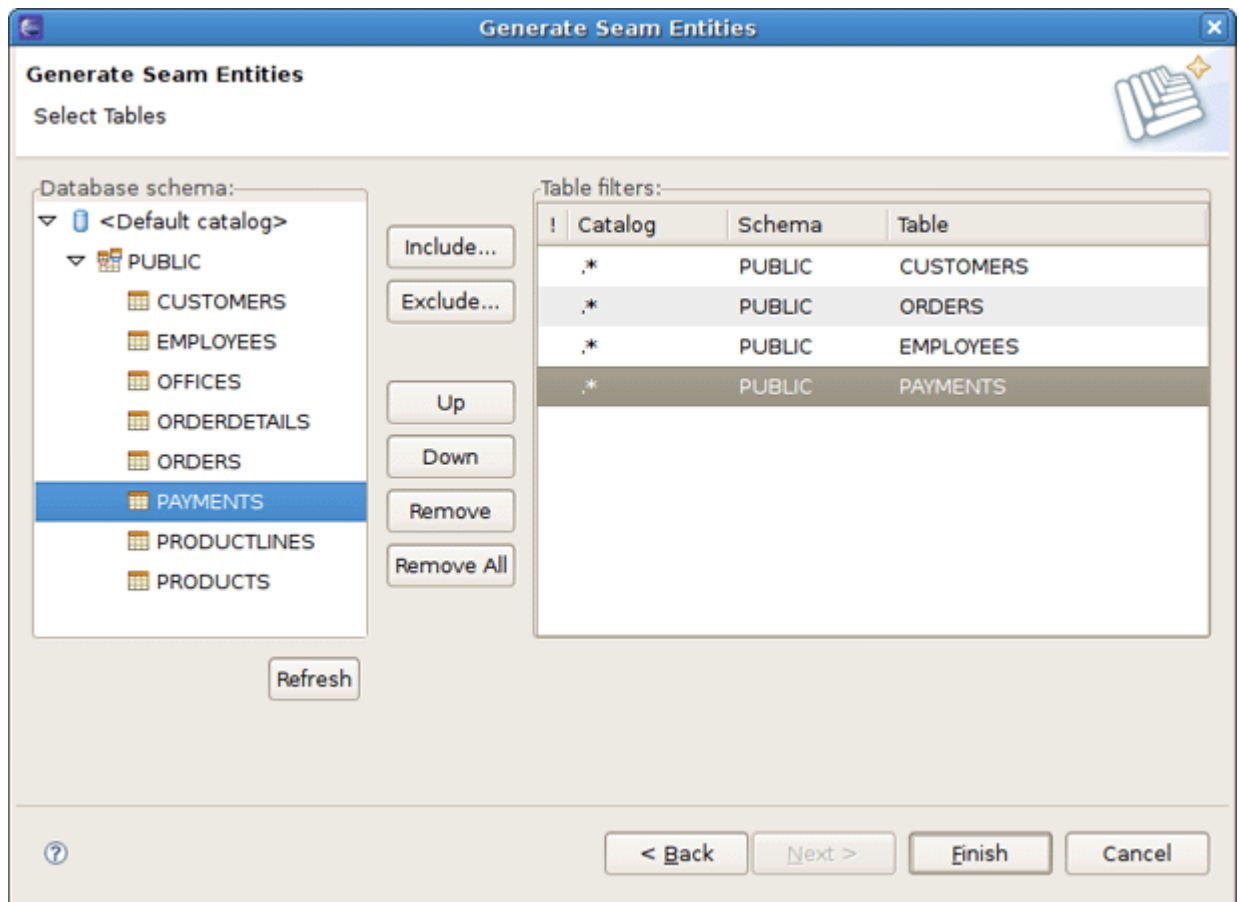 Generate Seam Entities
Generate Seam Entities
Select Tables
Database schema:
<Default catalog>
PUBLIC
CUSTOMERS
EMPLOYEES
OFFICES
ORDERDETAILS
ORDERS
PAYMENTS
PRODUCTLINES
PRODUCTS
Refresh
Include...
Exclude...
Up
Down
Remove
Remove All
Table filters:
! Catalog Schema Table
.* PUBLIC CUSTOMERS
.* PUBLIC ORDERS
.* PUBLIC EMPLOYEES
.* PUBLIC PAYMENTS
? < Back Next > Finish Cancel